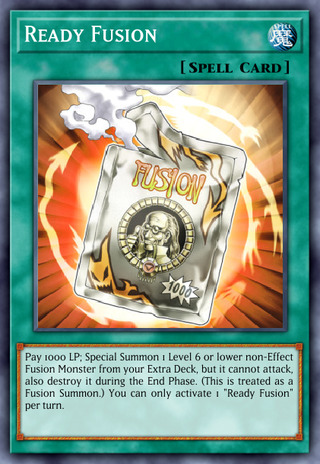 READY FUSION
[SPELL CARD]
FUSION
1000
Pay 1000 LP; Special Summon 1 Level 6 or lower non-Effect
Fusion Monster from your Extra Deck, but it cannot attack,
also destroy it during the End Phase. (This is treated as a
Fusion Summon.) You can only activate 1 "Ready Fusion"
per turn.